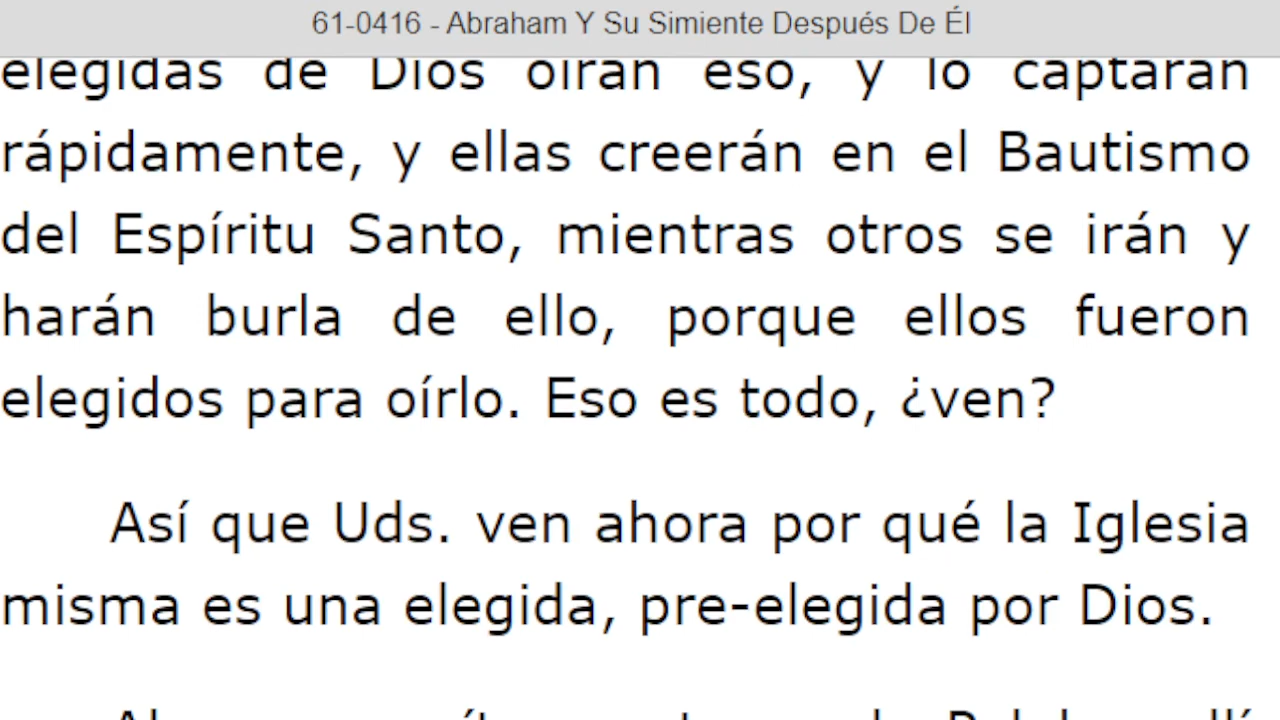 61-0416 - Abraham Y Su Simiente Después De Él
elegidas de Dios oirán eso, y lo captarán
rápidamente, y ellas creerán en el Bautismo
del Espíritu Santo, mientras otros se irán y
harán burla de ello, porque ellos fueron
elegidos para oírlo. Eso es todo, ¿ven?
Así que Uds. ven ahora por qué la Iglesia
misma es una elegida, pre-elegida por Dios.